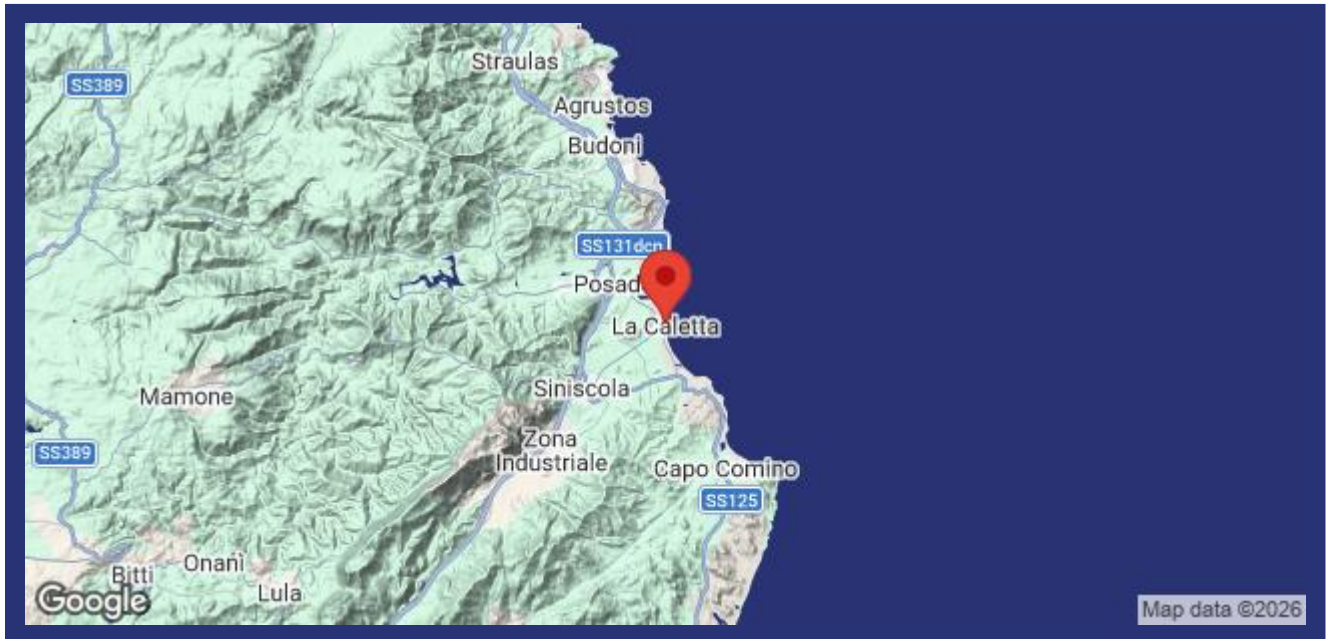 Straulas
SS389
Agrustos
Budoni
SS131dcn
Posad
La Caletta
Siniscola
Mamone
Zona
Industriale
SS389
Capo Comino
SS125
Onanì
Bitti
Lula
Google
Map data ©2026